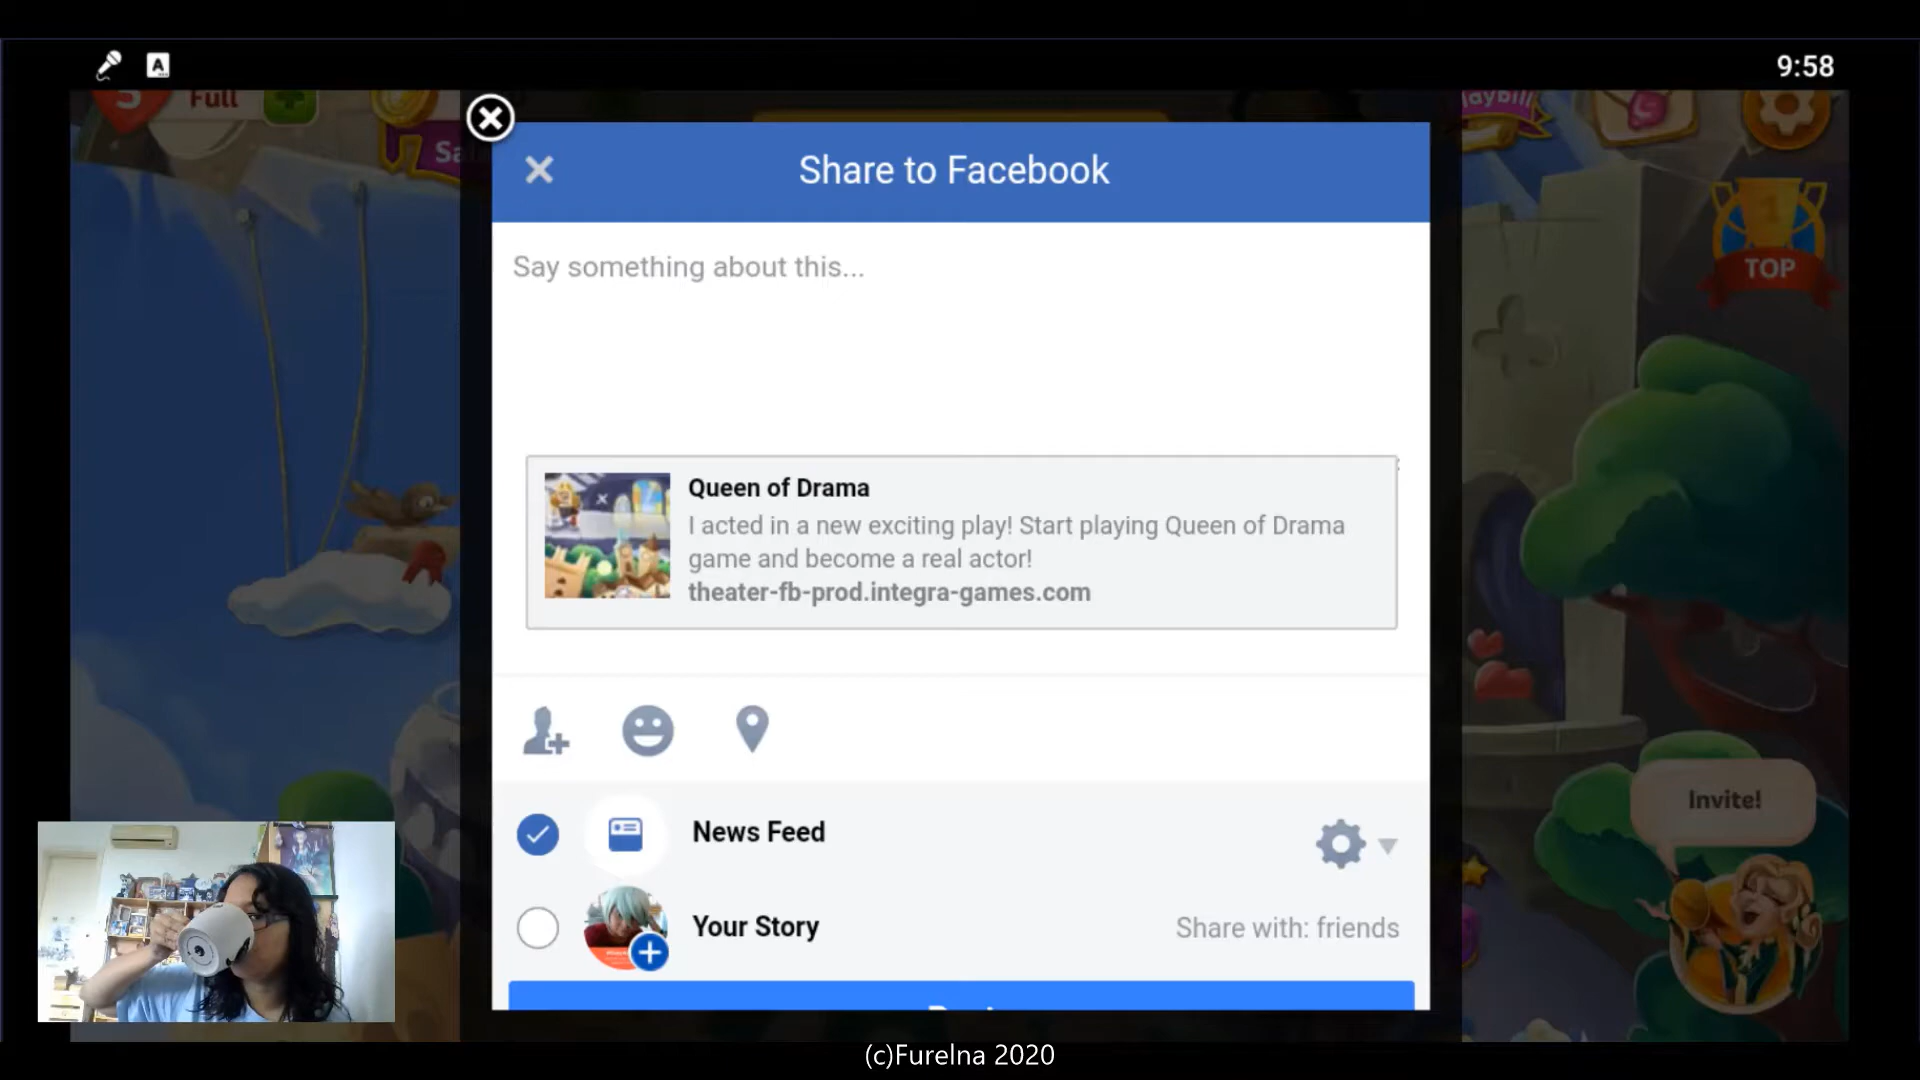 A
9:58
Full
Share to Facebook
Say something about this...
TOP
Queen of Drama
I acted in a new exciting play! Start playing Queen of Drama
game and become a real actor!
theater-fb-prod.integra-games.com
Invite!
News Feed
Your Story
Share with: friends
(c)FureIna 2020